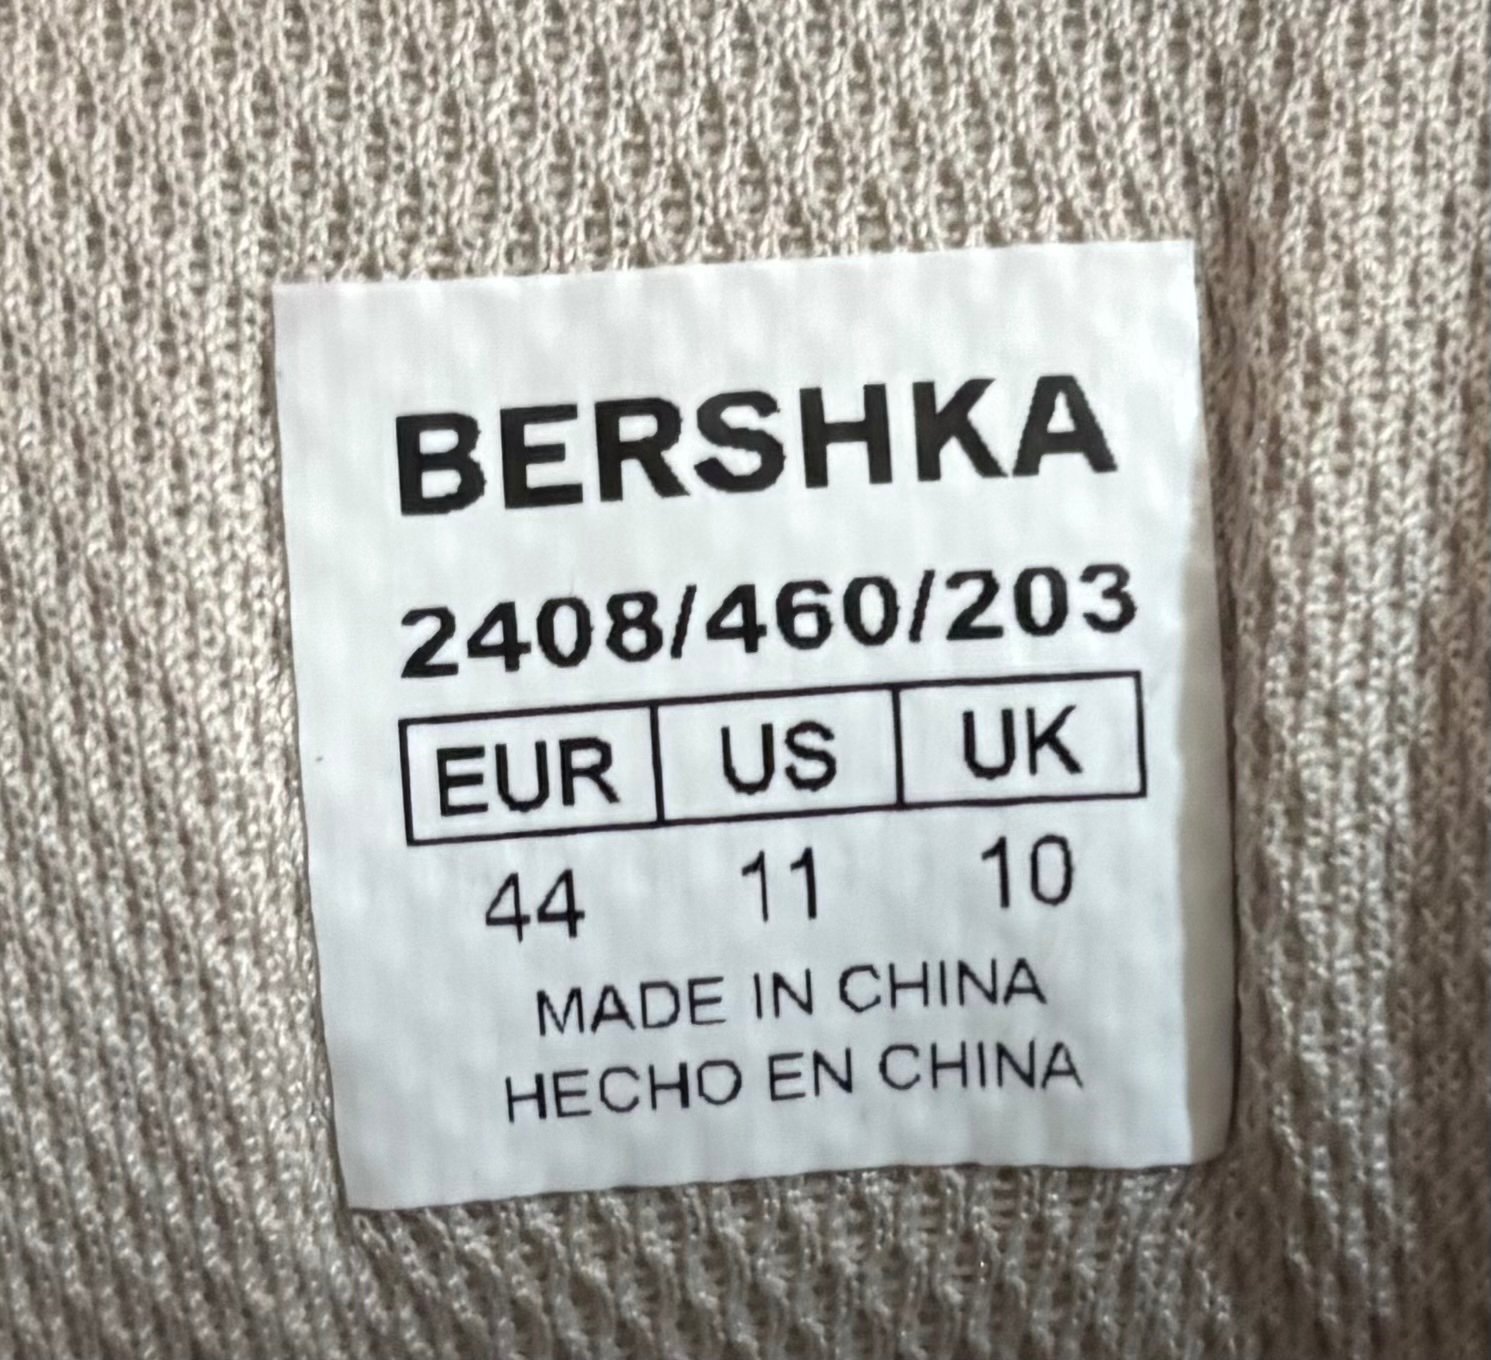 BERSHKA
2408/460/203
EUR US UK
44 11 10
MADE IN CHINA
HECHO EN CHINA